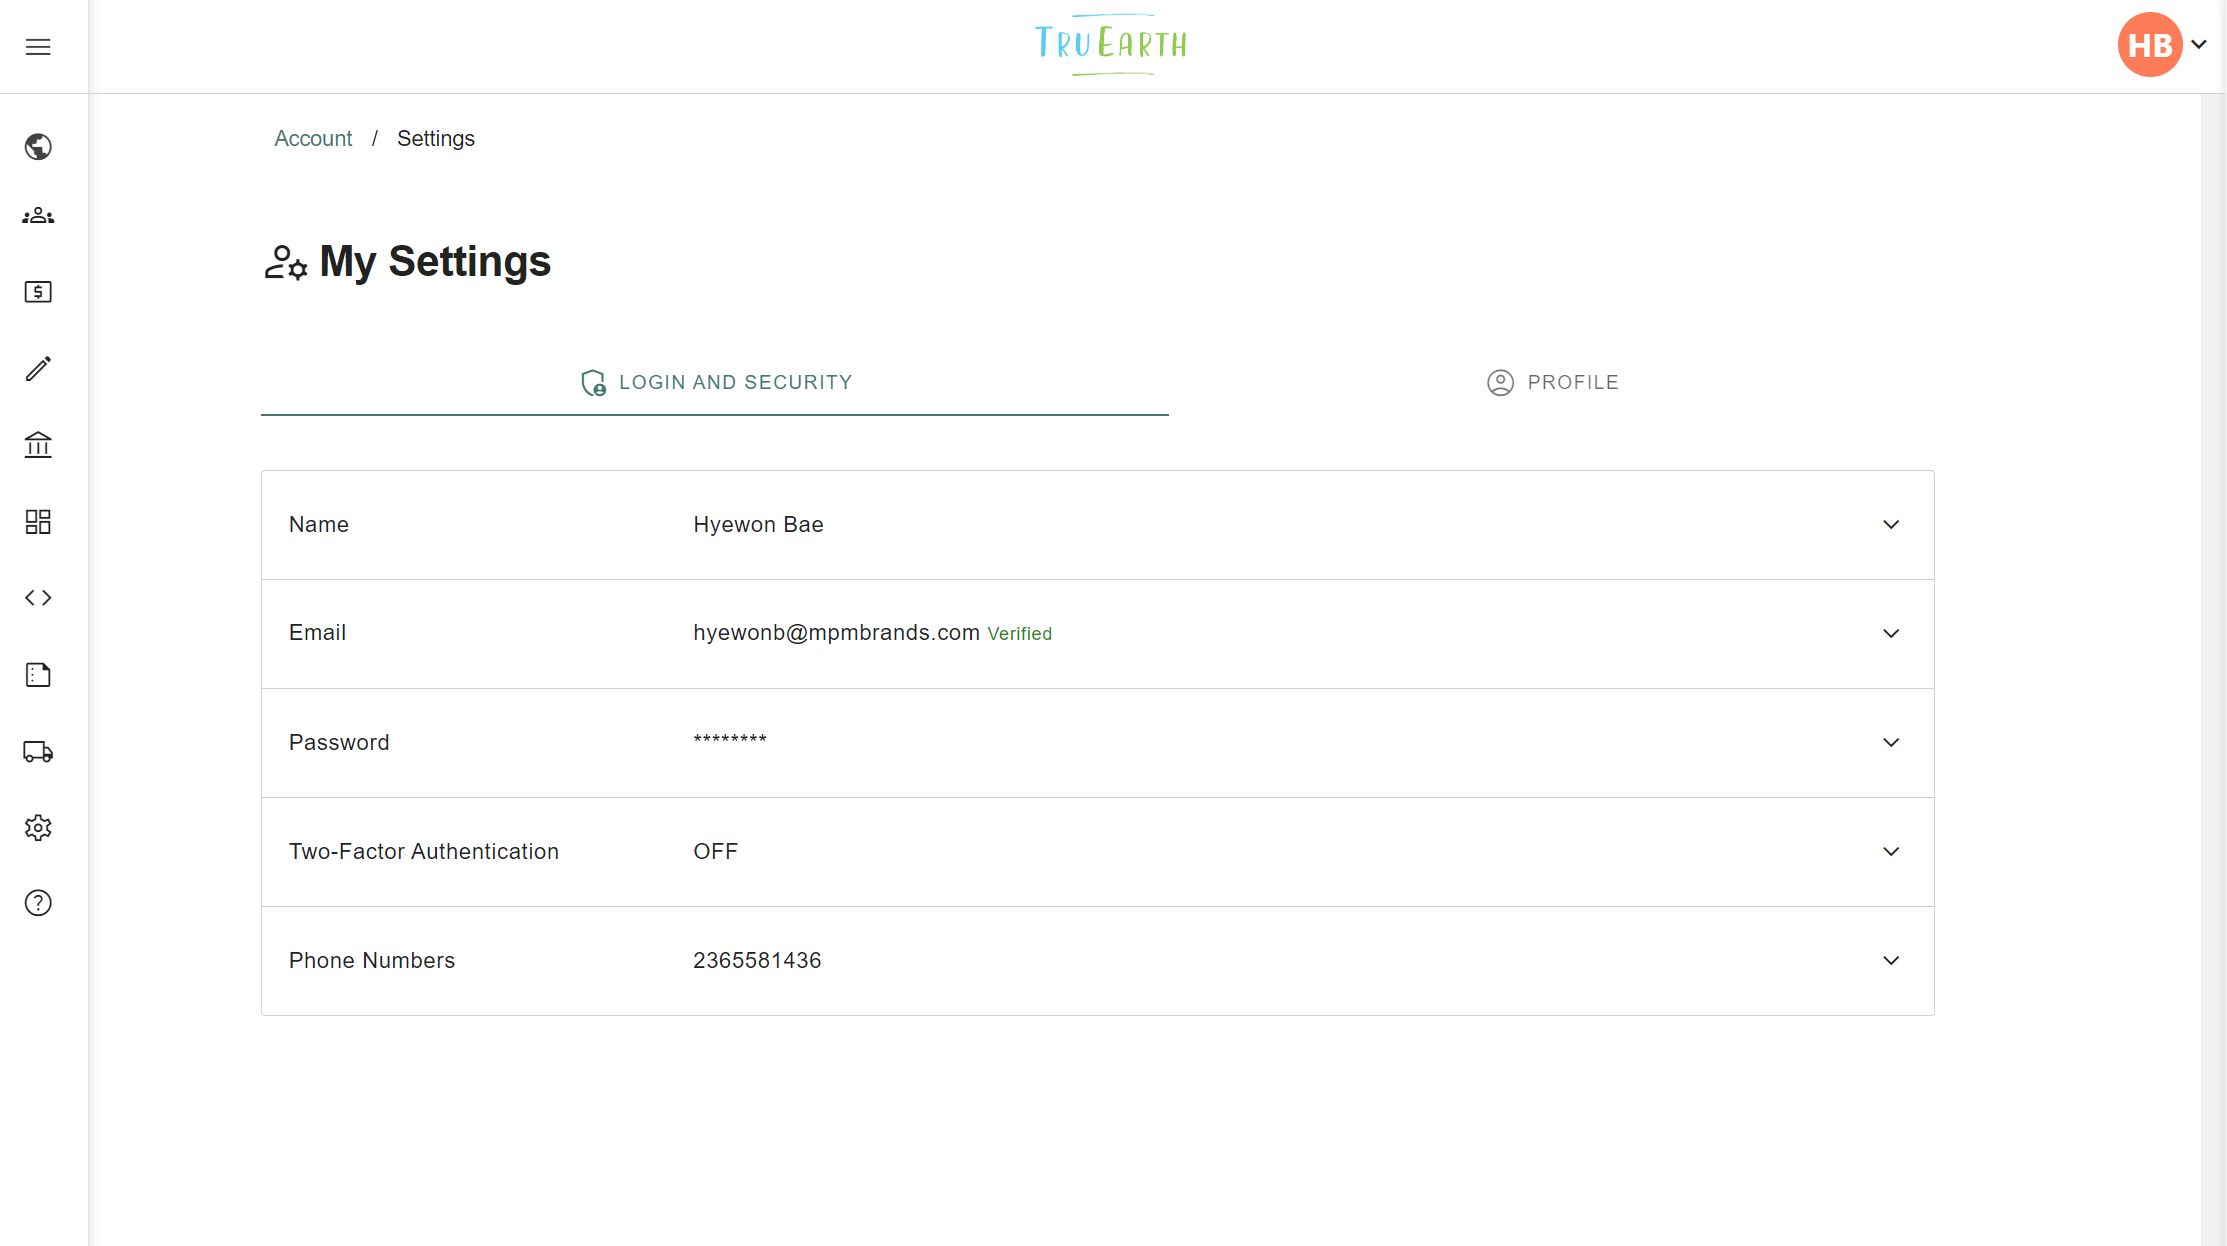 TRUEARTH
HB
Account / Settings
My Settings
LOGIN AND SECURITY
PROFILE
Name Hyewon Bae
Email hyewonb@mpmbrands.com Verified
Password ********
Two-Factor Authentication OFF
Phone Numbers 2365581436